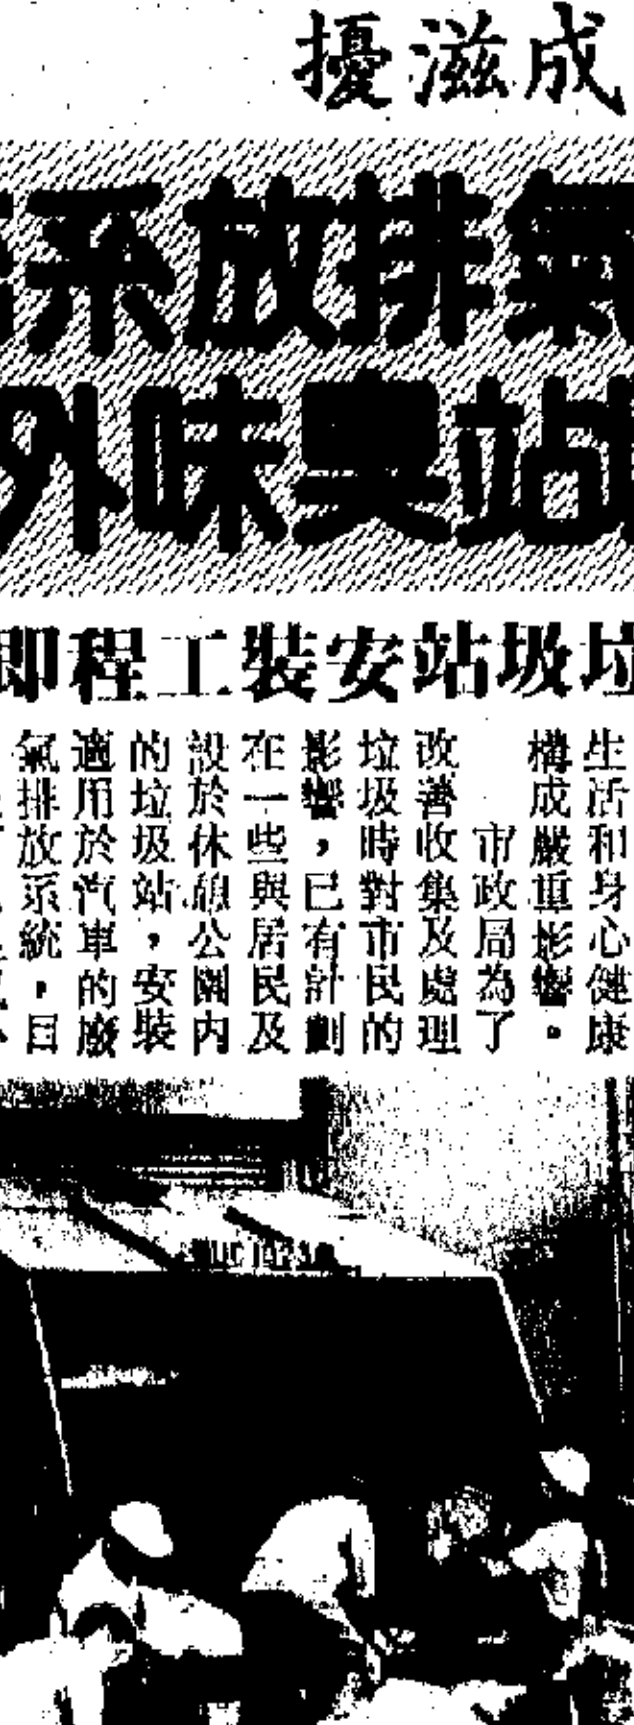 成滋擾
氣排放系
站臭味外
垃圾站安裝工程即
生活和身心健康
構成嚴重影響。
市政局為了
改善收集及處理
垃圾時對市民的
影響，已有計劃
在一些與居民及
設於休憩公園內
的垃圾站，安裝
適用於汽車的廢
氣排放系統，目